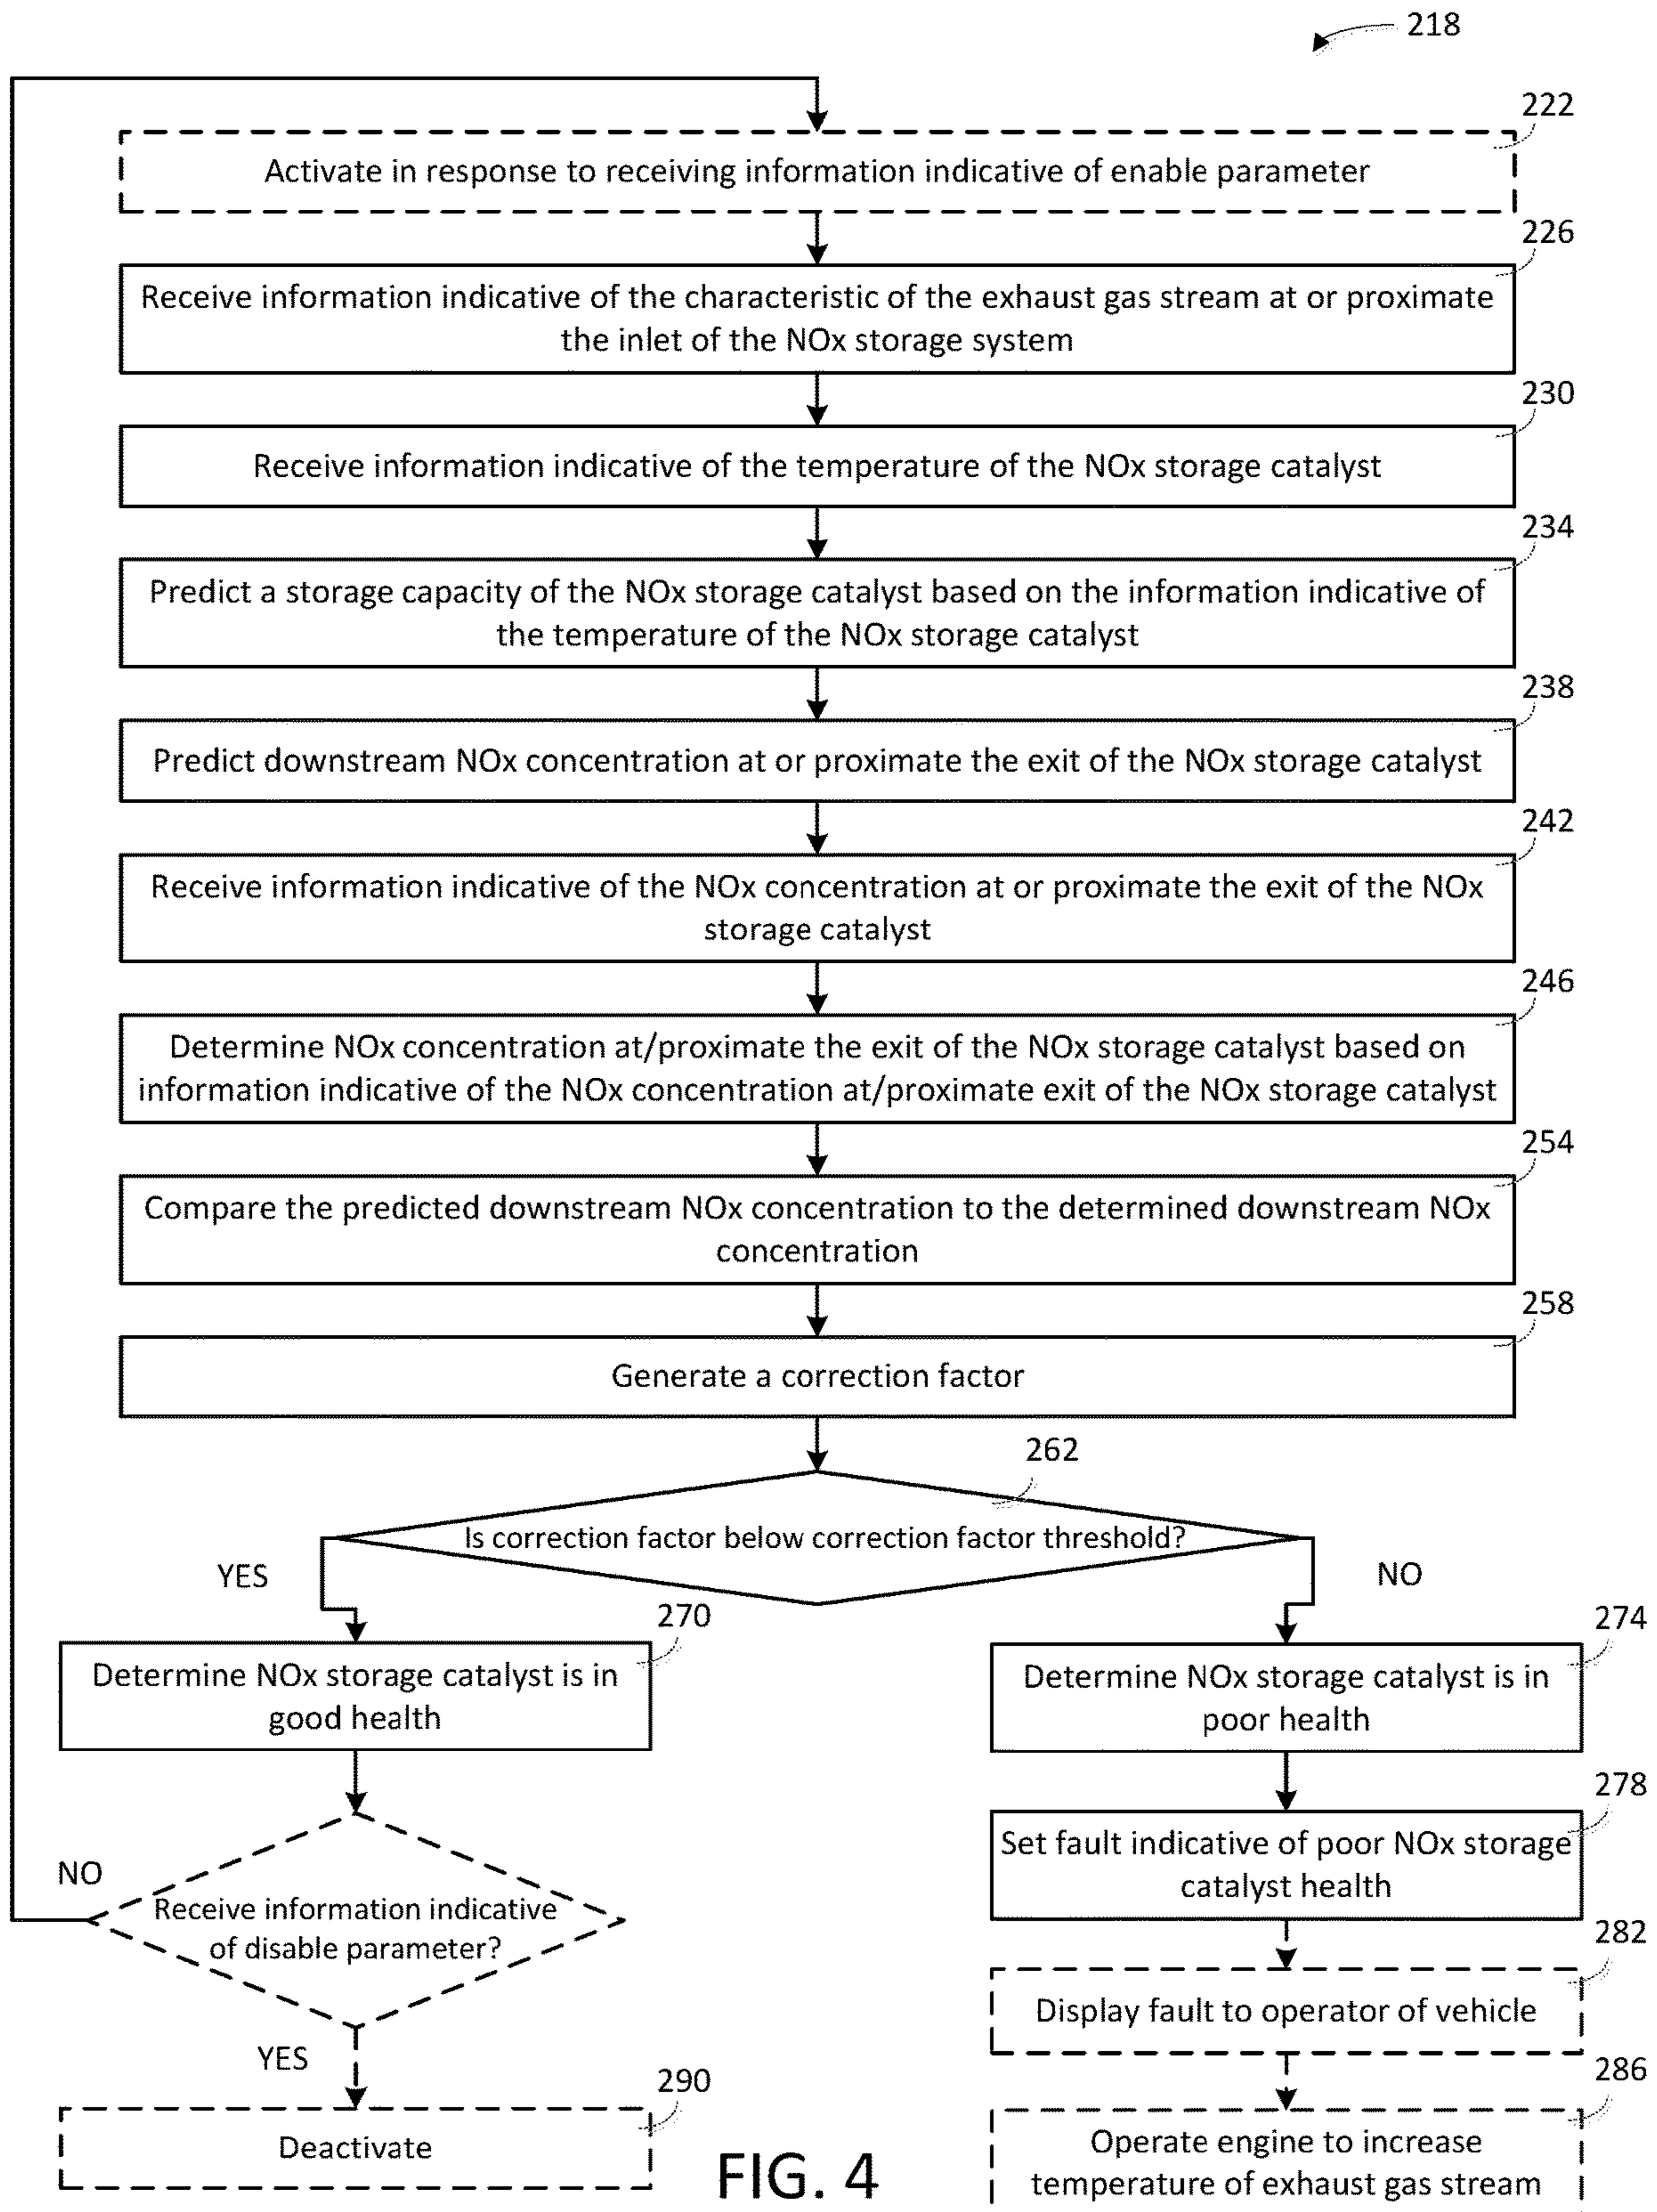 218
222
Activate in response to receiving information indicative of enable parameter
226
Receive information indicative of the characteristic of the exhaust gas stream at or proximate
the inlet of the NOx storage system
230
Receive information indicative of the temperature of the NOx storage catalyst
234
Predict a storage capacity of the NOx storage catalyst based on the information indicative of
the temperature of the NOx storage catalyst
238
Predict downstream NOx concentration at or proximate the exit of the NOx storage catalyst
242
Receive information indicative of the NOx concentration at or proximate the exit of the NOx
storage catalyst
246
Determine NOx concentration at/proximate the exit of the NOx storage catalyst based on
information indicative of the NOx concentration at/proximate exit of the NOx storage catalyst
254
Compare the predicted downstream NOx concentration to the determined downstream NOx
concentration
258
Generate a correction factor
262
Is correction factor below correction factor threshold?
YES
NO
270
Determine NOx storage catalyst is in
good health
274
Determine NOx storage catalyst is in
poor health
278
Set fault indicative of poor NOx storage
catalyst health
NO
Receive information indicative
of disable parameter?
282
Display fault to operator of vehicle
YES
290
Deactivate
286
Operate engine to increase
temperature of exhaust gas stream
FIG. 4